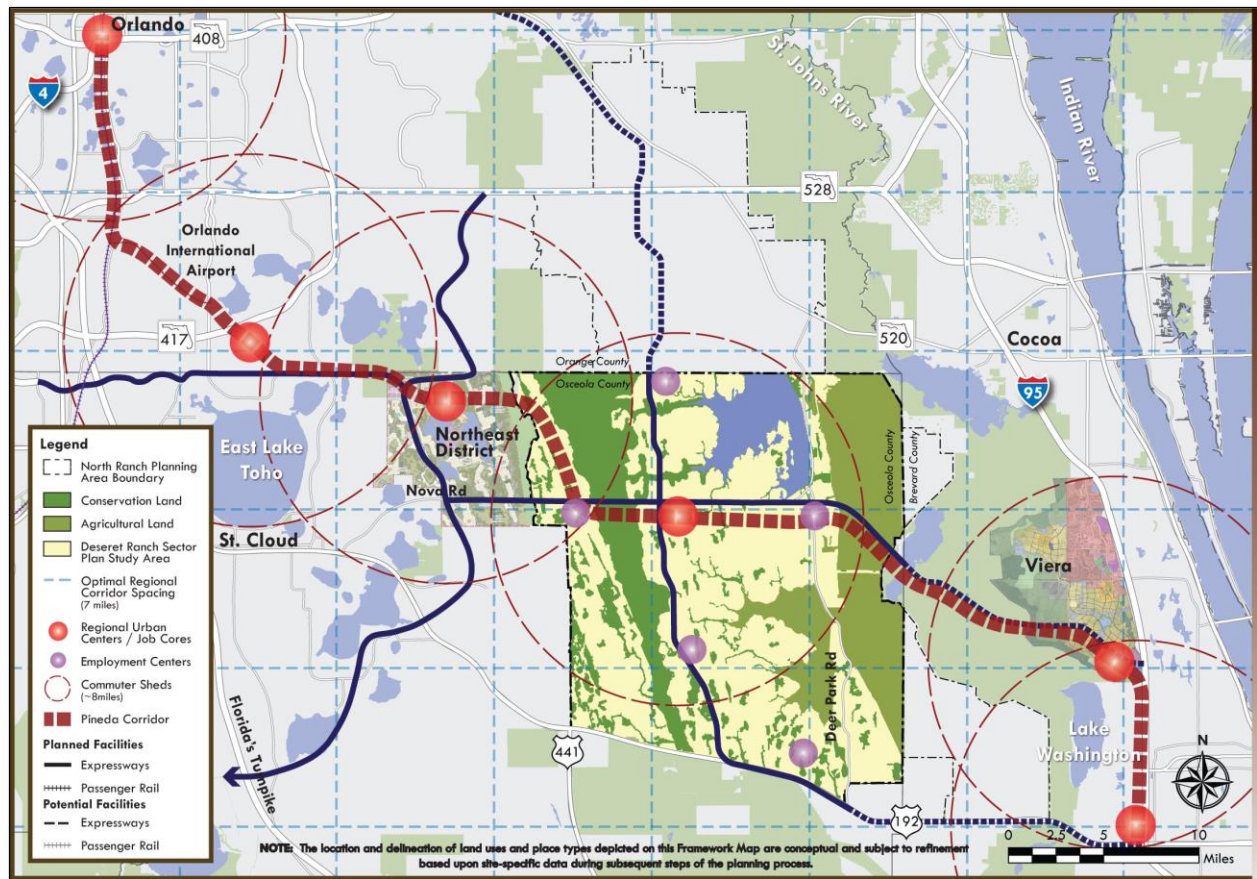 Orlando
408
4
St. Johns River
Indian River
528
Orlando
International
Airport
417
520
Cocoa
95
Orange County
Osceola County
Osceola County
Brevard County
Northeast
District
East Lake
Toho
Nova Rd
St. Cloud
Viera
Deer Park Rd
Lake
Washington
Florida's Turnpike
441
192
N
Legend
North Ranch Planning
Area Boundary
Conservation Land
Agricultural Land
Deseret Ranch Sector
Plan Study Area
Optimal Regional
Corridor Spacing
(7 miles)
Regional Urban
Centers / Job Cores
Employment Centers
Commuter Sheds
(~8miles)
Pineda Corridor
Planned Facilities
Expressways
Passenger Rail
Potential Facilities
Expressways
Passenger Rail
0 2.5 5 10
Miles
NOTE: The location and delineation of land uses and place types depicted on this Framework Map are conceptual and subject to refinement
based upon site-specific data during subsequent steps of the planning process.